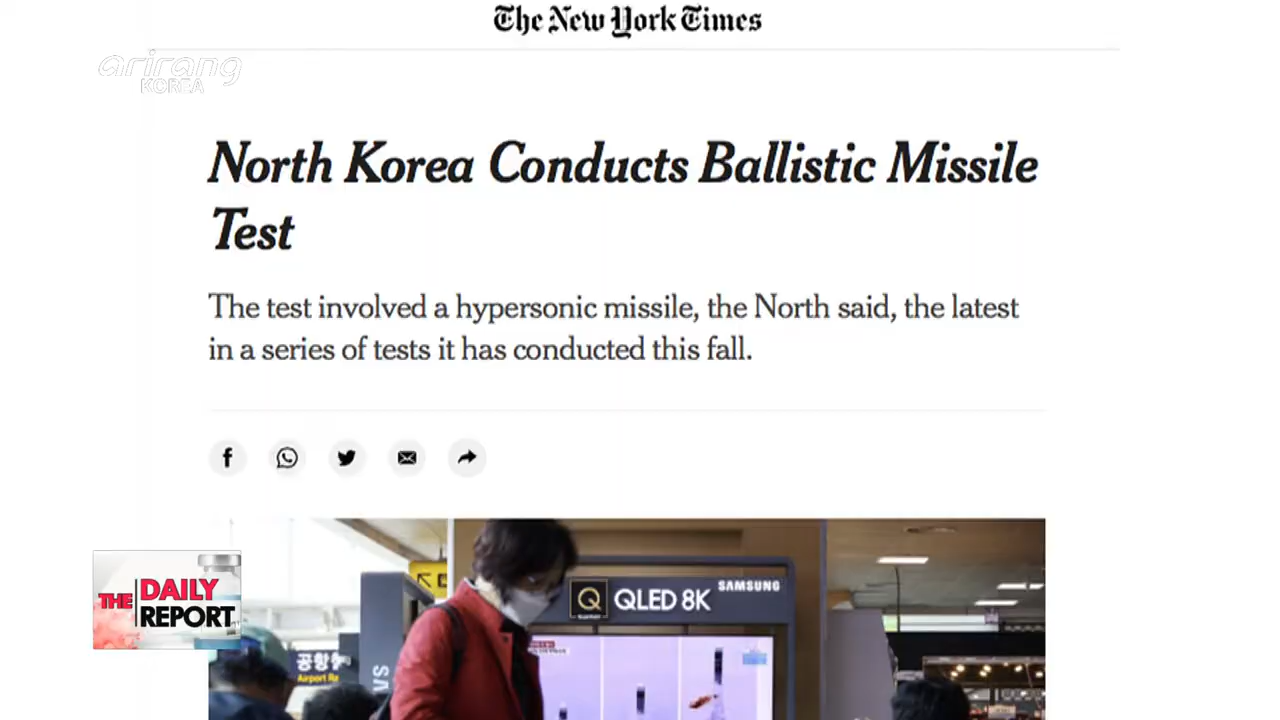 The New York Times
arirang
KOREA
North Korea Conducts Ballistic Missile
Test
The test involved a hypersonic missile, the North said, the latest
in a series of tests it has conducted this fall.
THE DAILY
REPORT
SAMSUNG
Q QLED 8K
공항철
Airport Ra